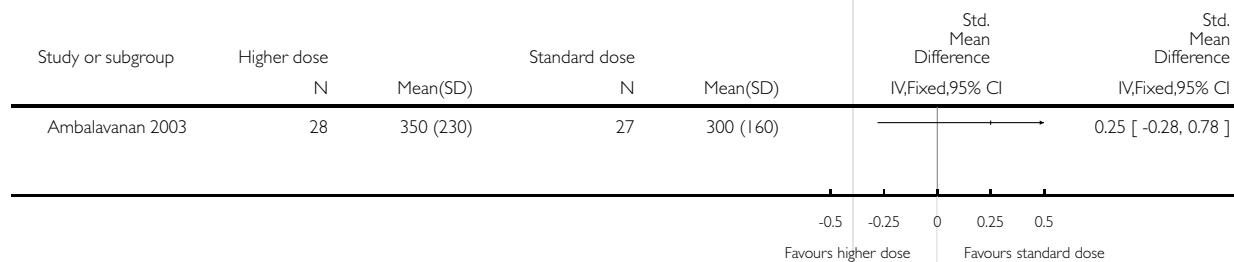 Std. Mean Difference Std. Mean Difference
Study or subgroup Higher dose Standard dose
N Mean(SD) N Mean(SD) IV,Fixed,95% CI IV,Fixed,95% CI
Ambalavanan 2003 28 350 (230) 27 300 (160) 0.25 [ -0.28, 0.78 ]
-0.5 -0.25 0 0.25 0.5
Favours higher dose Favours standard dose